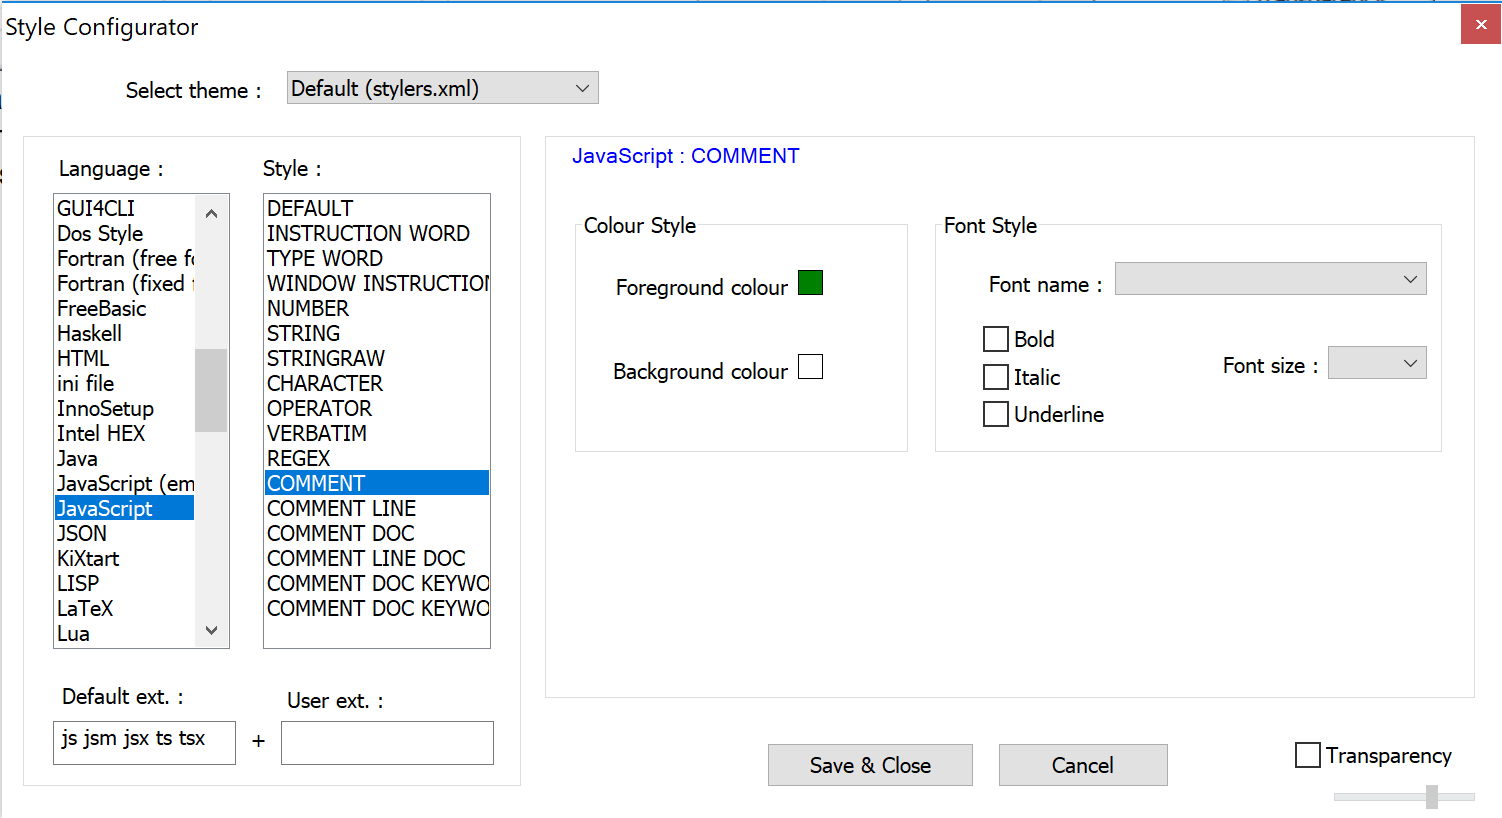 Style Configurator
Select theme :
Default (stylers.xml)
Language :
GUI4CLI
Dos Style
Fortran (free fo
Fortran (fixed
FreeBasic
Haskell
HTML
ini file
InnoSetup
Intel HEX
Java
JavaScript (em
JavaScript
JSON
KiXtart
LISP
LaTeX
Lua
Style :
DEFAULT
INSTRUCTION WORD
TYPE WORD
WINDOW INSTRUCTION
NUMBER
STRING
STRINGRAW
CHARACTER
OPERATOR
VERBATIM
REGEX
COMMENT
COMMENT LINE
COMMENT DOC
COMMENT LINE DOC
COMMENT DOC KEYWO
COMMENT DOC KEYWO
Default ext. :
js jsm jsx ts tsx
+
User ext. :
JavaScript : COMMENT
Colour Style
Foreground colour
Background colour
Font Style
Font name :
Bold
Italic
Underline
Font size :
Save & Close
Cancel
Transparency